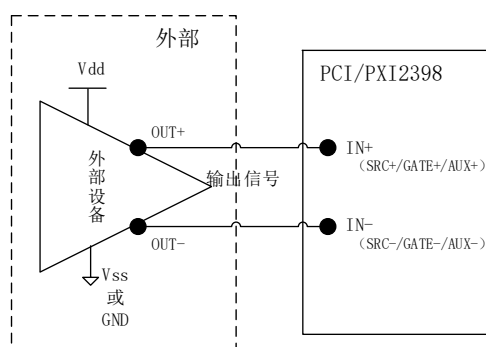 外部
Vdd
PCI/PXI2398
OUT+
IN+
(SRC+/GATE+/AUX+)
外部设备
输出信号
OUT-
IN-
(SRC-/GATE-/AUX-)
Vss
或
GND